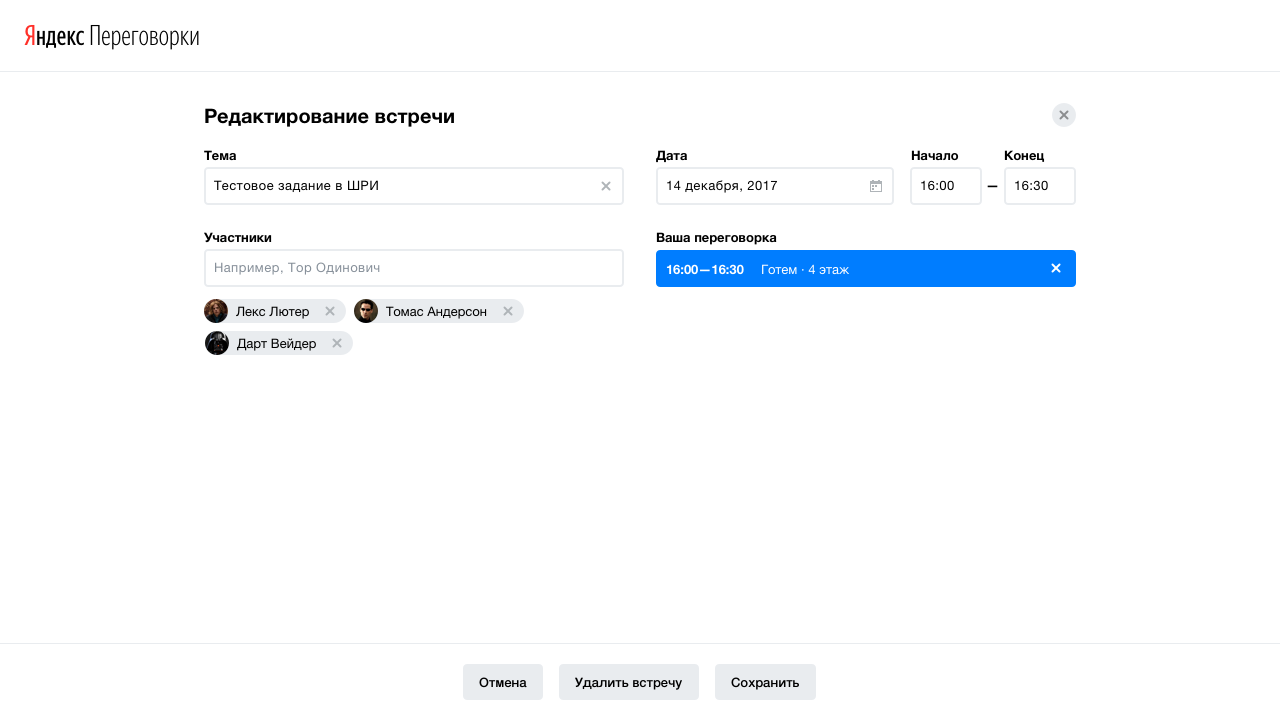 Яндекс Переговорки
Редактирование встречи
Тема
Тестовое задание в ШРИ
Дата
14 декабря, 2017
Начало
16:00
—
Конец
16:30
Участники
Например, Тор Одинович
Лекс Лютер
Томас Андерсон
Дарт Вейдер
Ваша переговорка
16:00—16:30 Готем · 4 этаж
Отмена
Удалить встречу
Сохранить